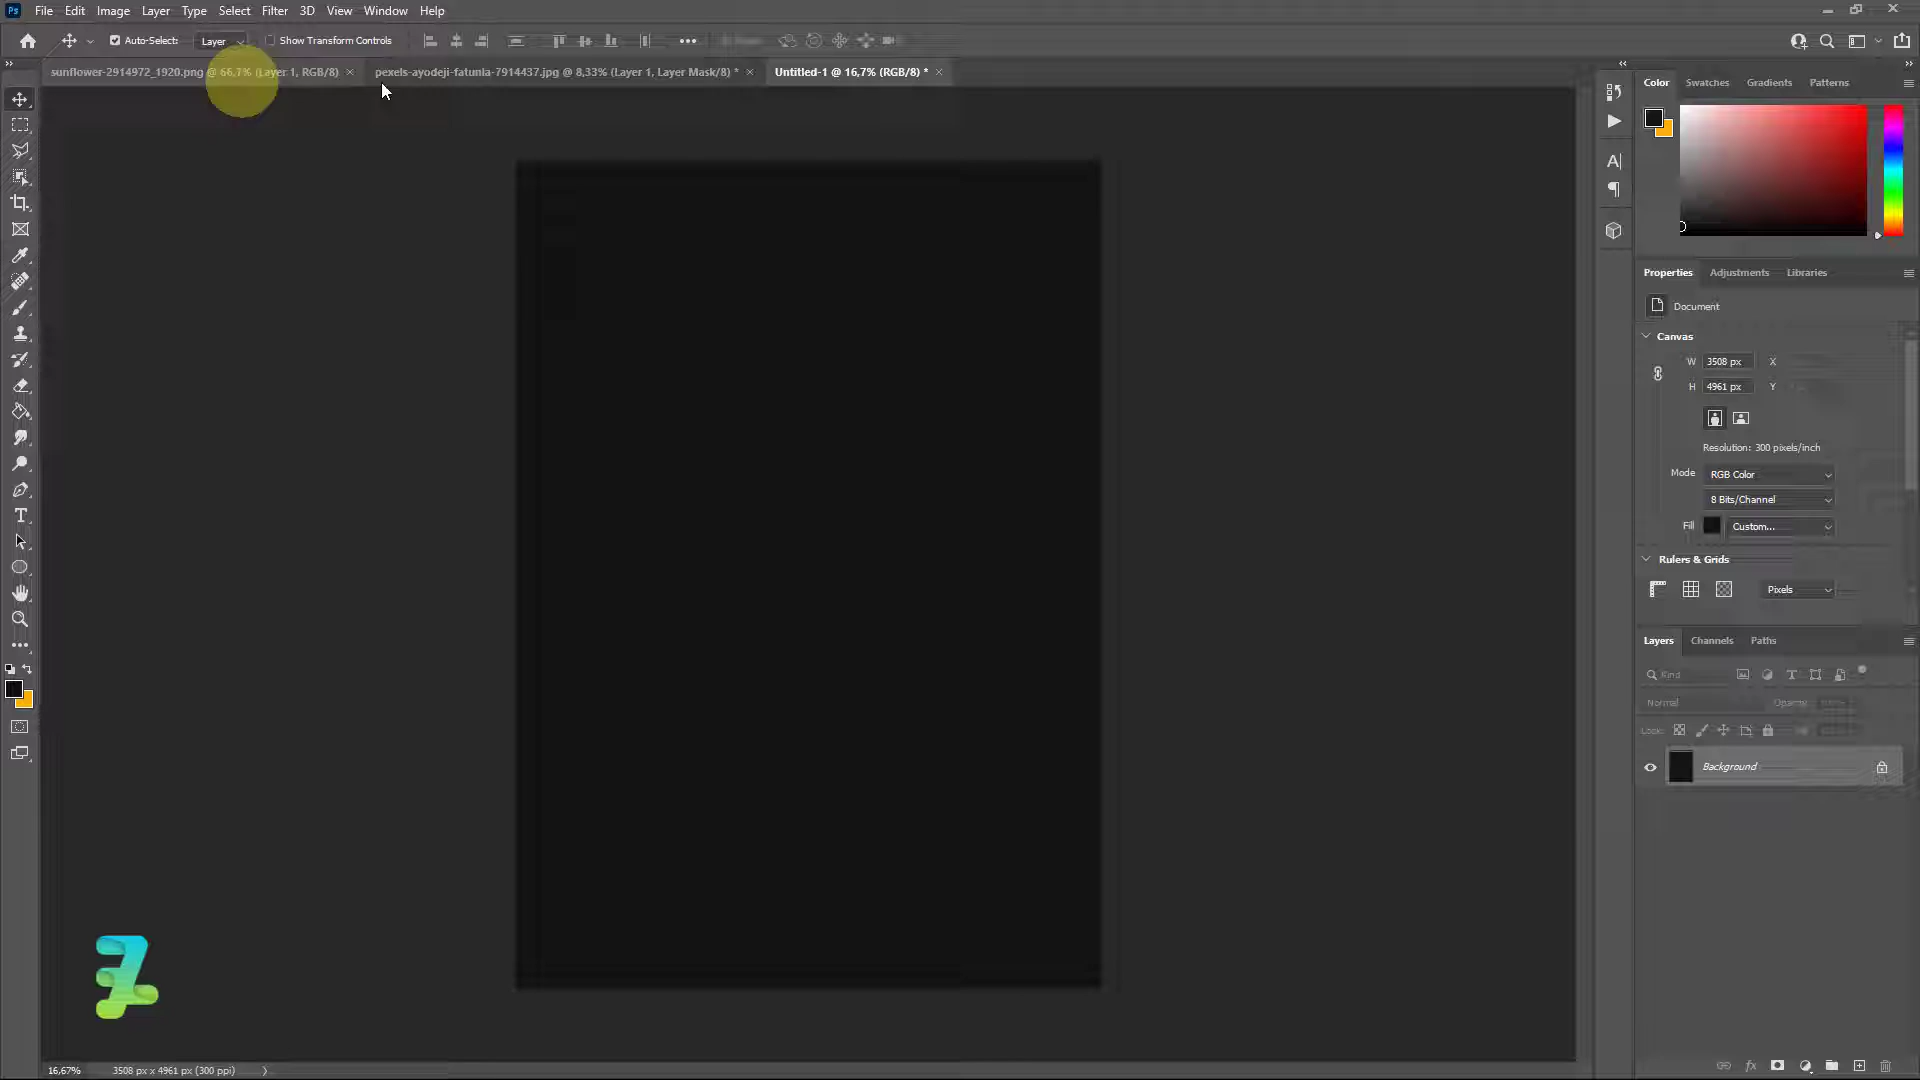 Ps File Edit Image Layer Type Select Filter 3D View Window Help
Auto-Select: Layer Show Transform Controls
sunflower-2914972_1920.png @ 66,7% (Layer 1, RGB/8) pexels-ayodeji-fatunla-7914437.jpg @ 8,33% (Layer 1, Layer Mask/8) * Untitled-1 @ 16,7% (RGB/8) *
Color Swatches Gradients Patterns
Properties Adjustments Libraries
Document
Canvas
W 3508 px X
H 4961 px Y
Resolution: 300 pixels/inch
Mode RGB Color
8 Bits/Channel
Fill Custom...
Rulers & Grids
Pixels
Layers Channels Paths
Kind
Normal Opacity:
Lock:
Background
16,67% 3508 px x 4961 px (300 ppi)